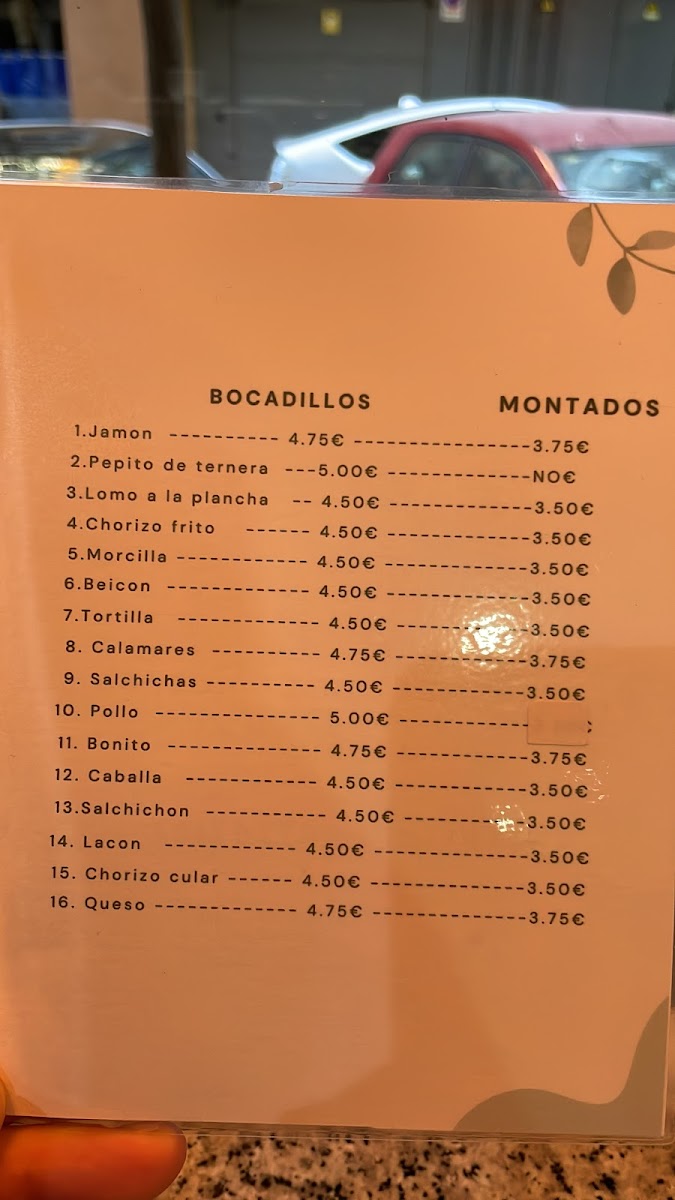 BOCADILLOS MONTADOS
1.Jamon ---------- 4.75€ -----------------3.75€
2.Pepito de ternera ---5.00€ --------------NO€
3.Lomo a la plancha -- 4.50€ --------------3.50€
4.Chorizo frito ------ 4.50€ --------------3.50€
5.Morcilla ------------ 4.50€ --------------3.50€
6.Beicon ------------- 4.50€ --------------3.50€
7.Tortilla ------------- 4.50€ -------------3.50€
8. Calamares ---------- 4.75€ -------------3.75€
9. Salchichas ---------- 4.50€ -------------3.50€
10. Pollo --------------- 5.00€ ------------
11. Bonito -------------- 4.75€ -------------3.75€
12. Caballa ------------ 4.50€ -------------3.50€
13.Salchichon ----------- 4.50€ ------------3.50€
14. Lacon ------------ 4.50€ ---------------3.50€
15. Chorizo cular ------ 4.50€ ---------------3.50€
16. Queso ------------- 4.75€ ---------------3.75€